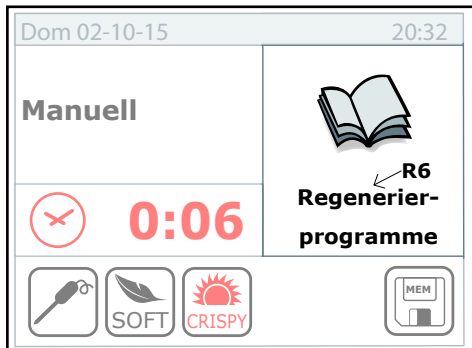 Dom 02-10-15 20:32
Manuell
R6
Regenerier-
programme
0:06
SOFT
CRISPY
MEM